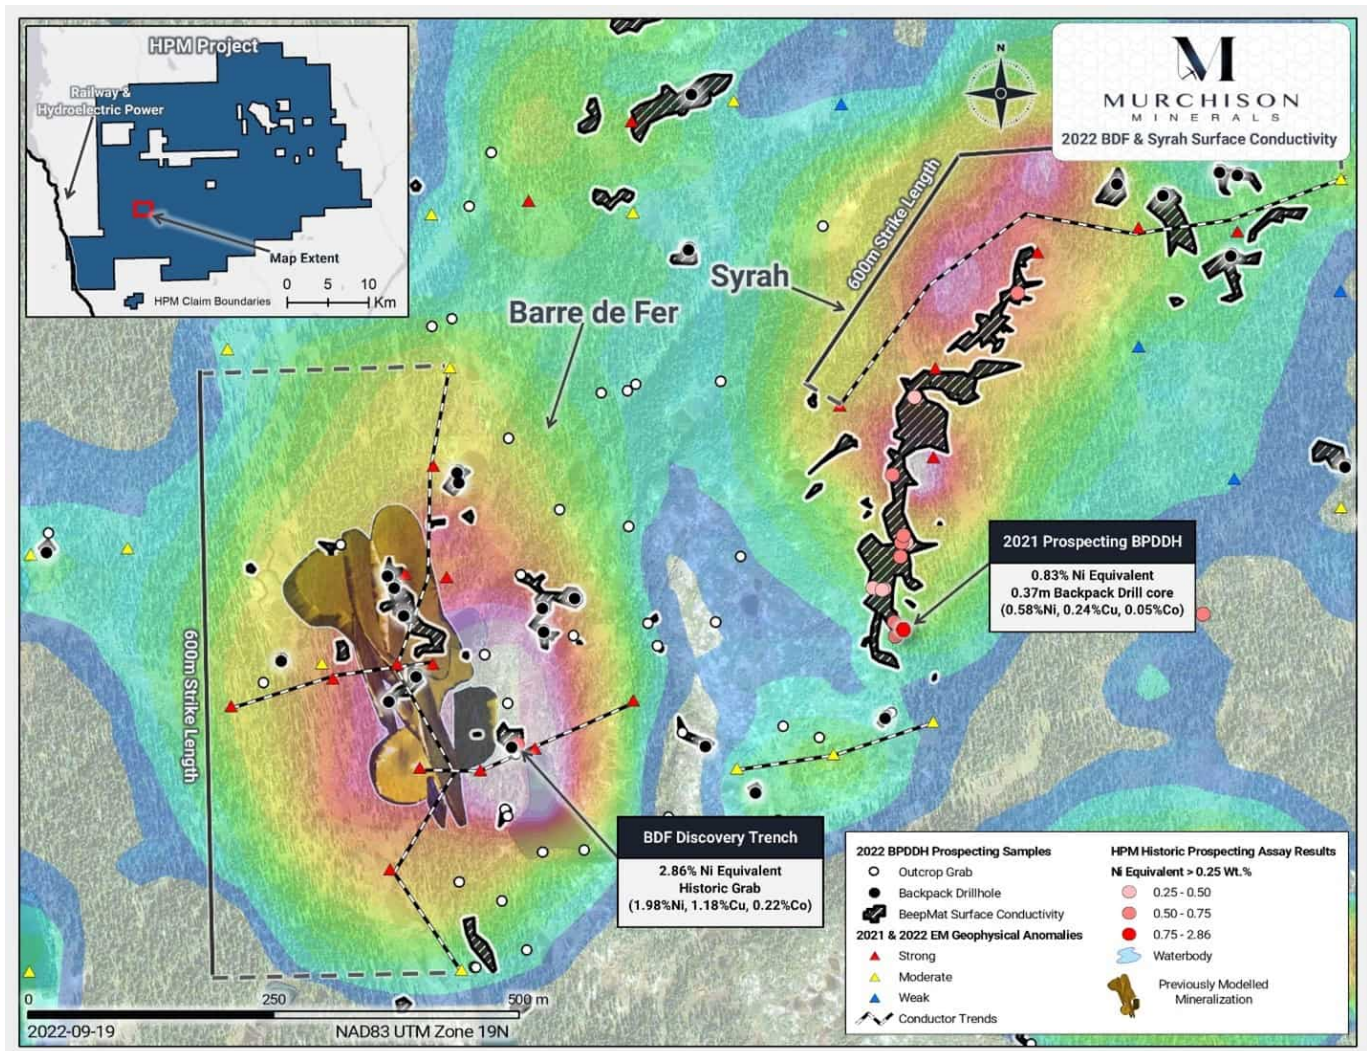 HPM Project
Railway &
Hydroelectric Power
Map Extent
0 5 10
Km
HPM Claim Boundaries
N
M
MURCHISON
MINERALS
2022 BDF & Syrah Surface Conductivity
600m Strike Length
Syrah
Barre de Fer
600m Strike Length
2021 Prospecting BPDDH
0.83% Ni Equivalent
0.37m Backpack Drill core
(0.58%Ni, 0.24%Cu, 0.05%Co)
BDF Discovery Trench
2.86% Ni Equivalent
Historic Grab
(1.98%Ni, 1.18%Cu, 0.22%Co)
2022 BPDDH Prospecting Samples
Outcrop Grab
Backpack Drillhole
BeepMat Surface Conductivity
2021 & 2022 EM Geophysical Anomalies
Strong
Moderate
Weak
Conductor Trends
HPM Historic Prospecting Assay Results
Ni Equivalent > 0.25 Wt.%
0.25 - 0.50
0.50 - 0.75
0.75 - 2.86
Waterbody
Previously Modelled
Mineralization
0 250 500 m
2022-09-19 NAD83 UTM Zone 19N